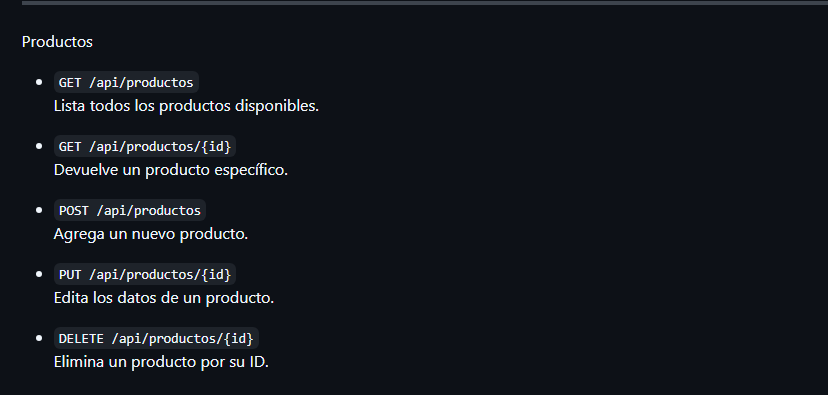 Productos
GET /api/productos
Lista todos los productos disponibles.
GET /api/productos/{id}
Devuelve un producto específico.
POST /api/productos
Agrega un nuevo producto.
PUT /api/productos/{id}
Edita los datos de un producto.
DELETE /api/productos/{id}
Elimina un producto por su ID.